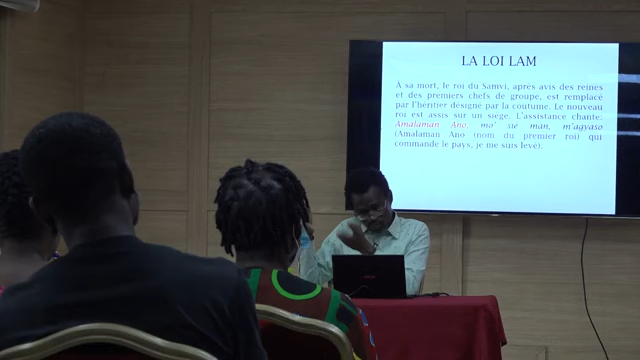 LA LOI LAM
À sa mort, le roi du Samvi, après avis des reines
et des premiers chefs de groupe, est remplacé
par l'héritier désigné par la coutume. Le nouveau
roi est assis sur un siège. L'assistance chante:
Amalaman Ano, mo' sie man, m'agyaso
(Amalaman Ano (nom du premier roi) qui
commande le pays, je me suis levé).